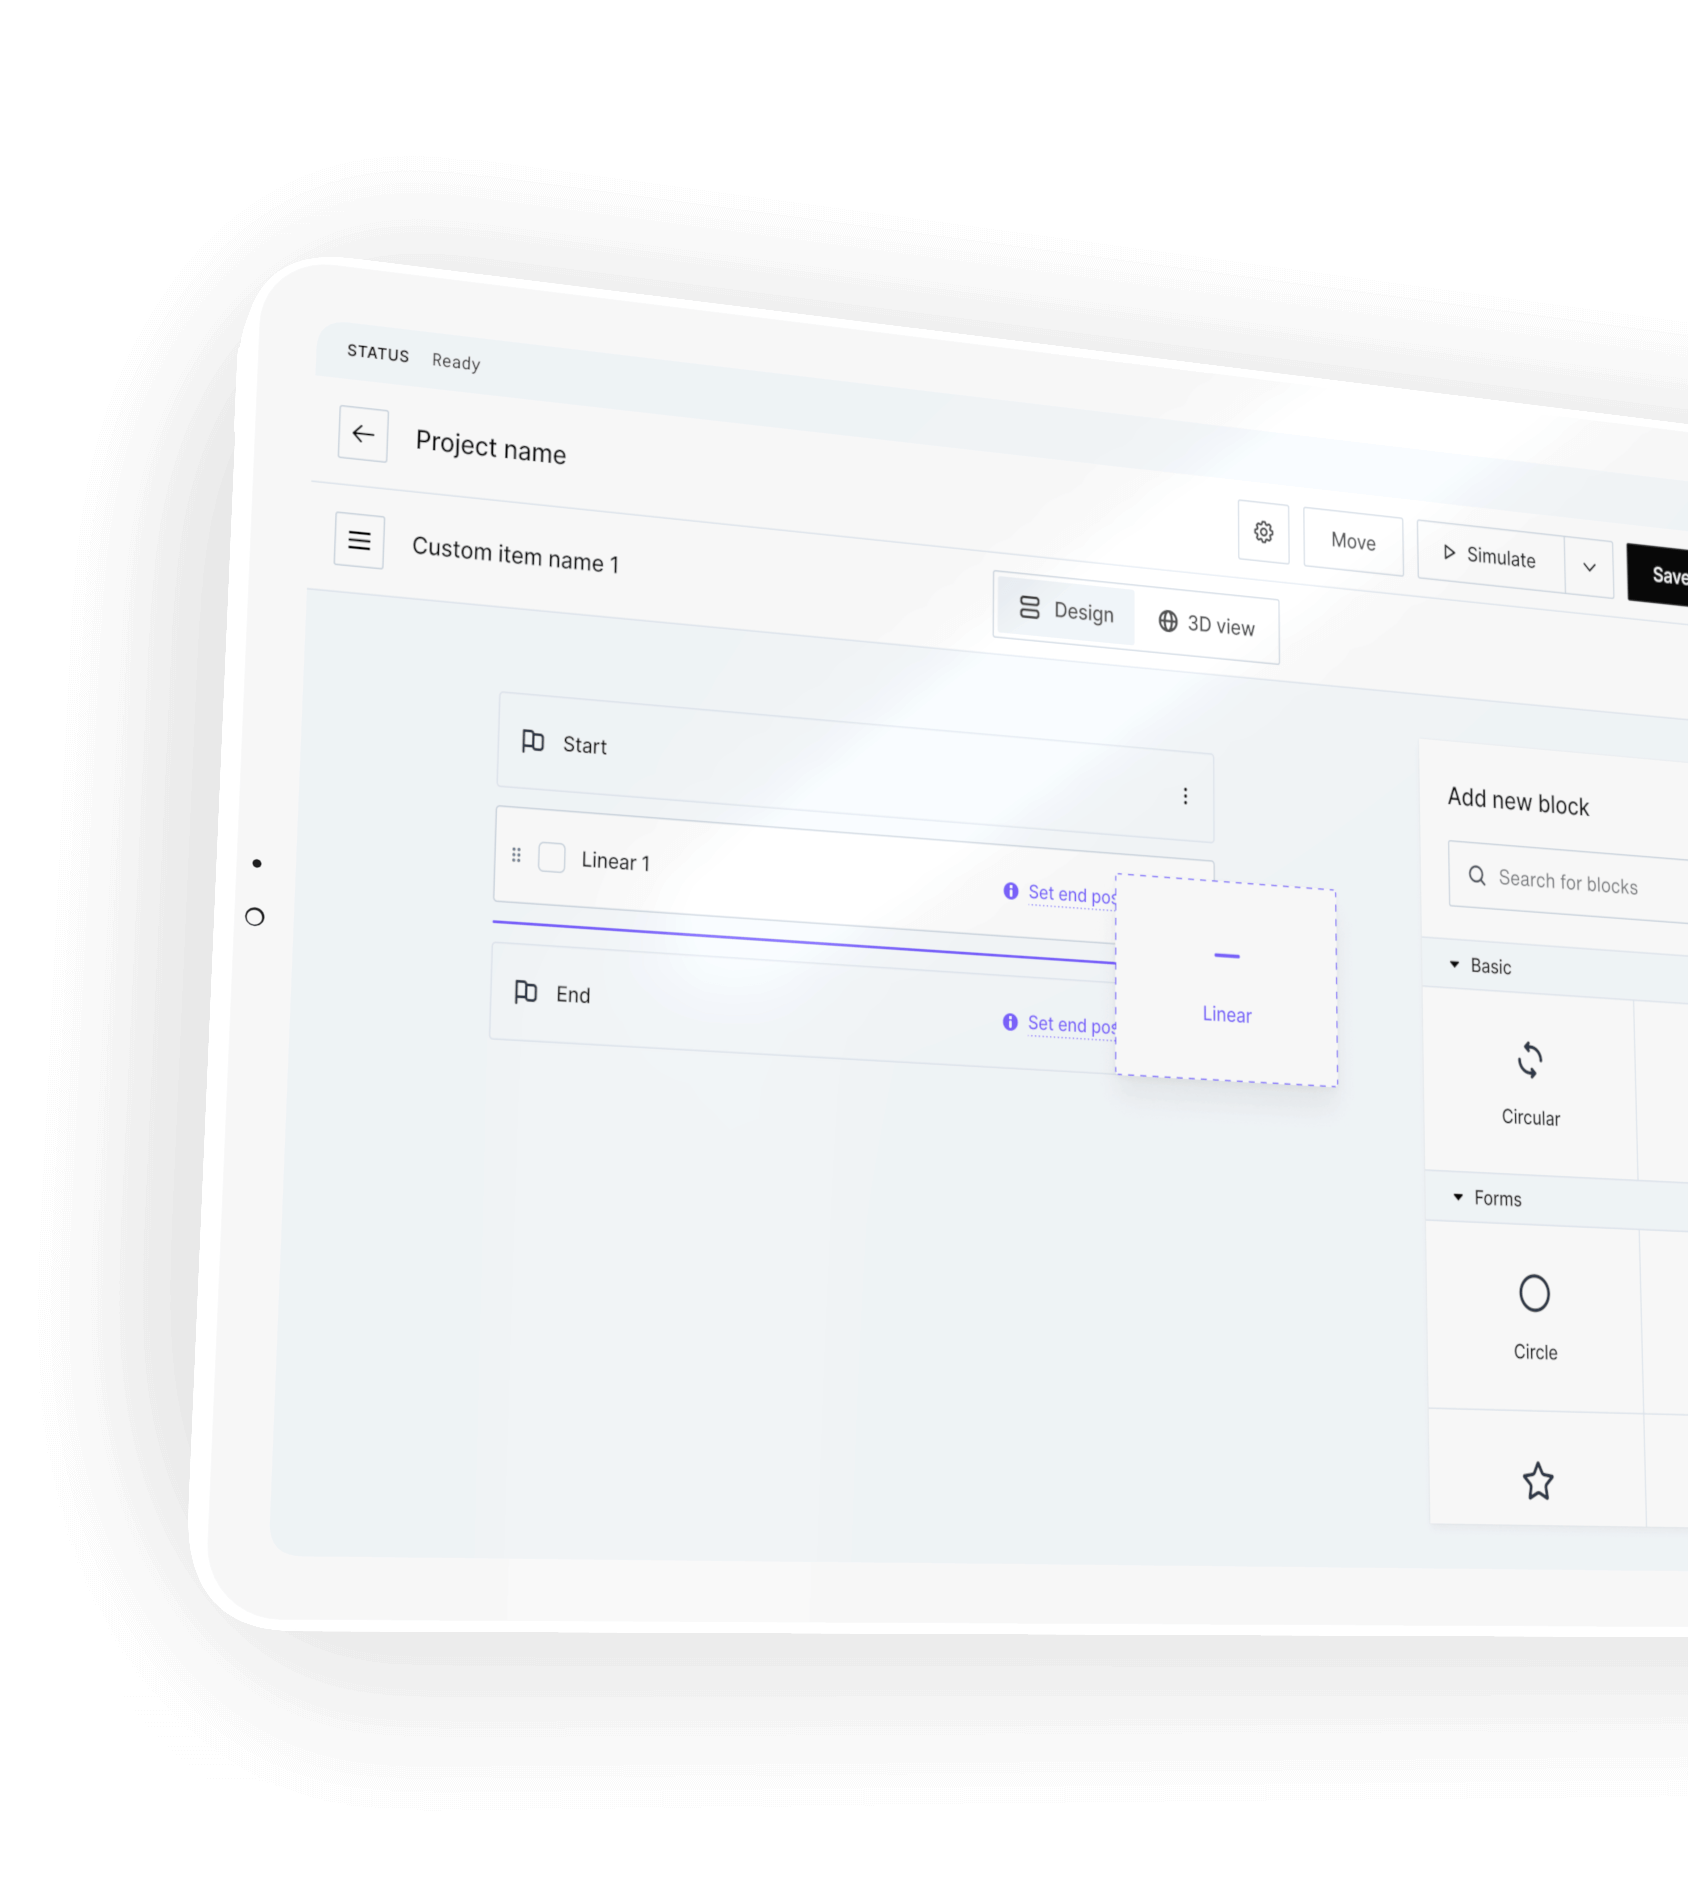 STATUS Ready
Project name
Move
Simulate
Save
Custom item name 1
Design
3D view
Start
Linear 1
Set end pos
End
Set end pos
Linear
Add new block
Search for blocks
Basic
Circular
Forms
Circle